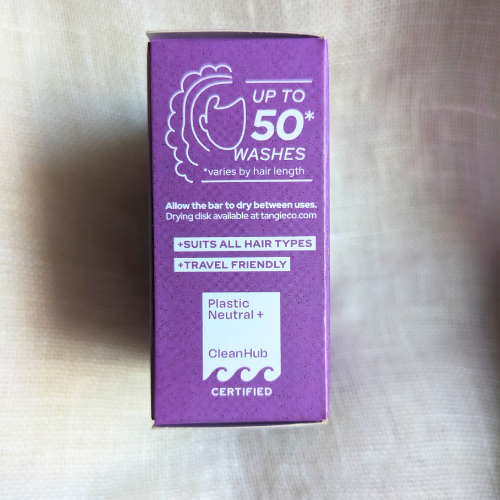 UP TO
50*
WASHES
*varies by hair length
Allow the bar to dry between uses.
Drying disk available at tangieco.com
+SUITS ALL HAIR TYPES
+TRAVEL FRIENDLY
Plastic
Neutral +
CleanHub
CERTIFIED